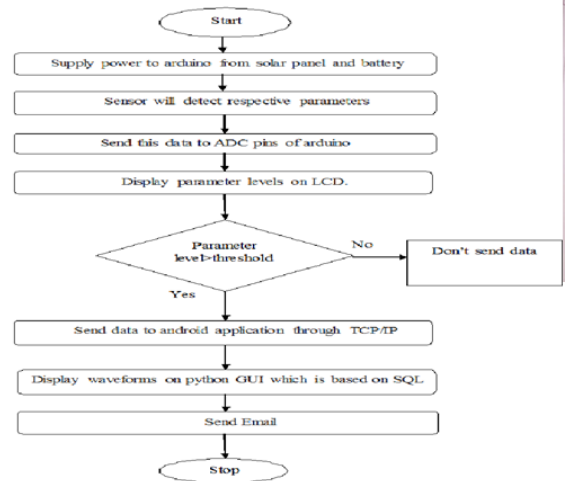 Start
Supply power to arduino from solar panel and battery
Sensor will detect respective parameters
Send this data to ADC pins of arduino
Display parameter levels on LCD.
Parameter
level>threshold
No
Don't send data
Yes
Send data to android application through TCP/IP
Display waveforms on python GUI which is based on SQL
Send Email
Stop